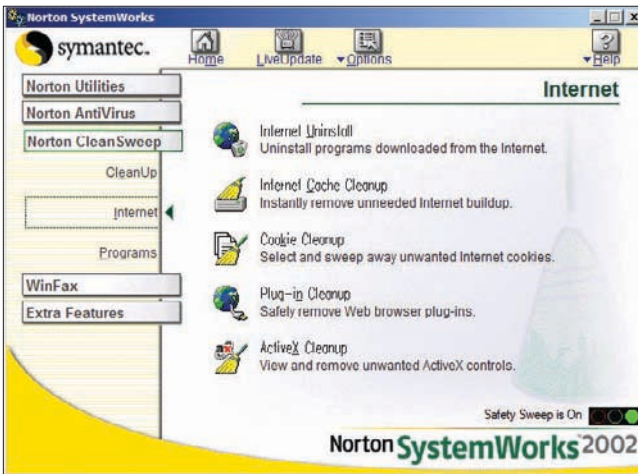 Norton SystemWorks
symantec.
Home
LiveUpdate
Options
Help
Norton Utilities
Norton AntiVirus
Norton CleanSweep
CleanUp
Internet
Programs
WinFax
Extra Features
Internet
Internet Uninstall
Uninstall programs downloaded from the Internet.
Internet Cache Cleanup
Instantly remove unneeded Internet buildup.
Cookie Cleanup
Select and sweep away unwanted Internet cookies.
Plug-in Cleanup
Safely remove Web browser plug-ins.
ActiveX Cleanup
View and remove unwanted ActiveX controls.
Safety Sweep is On
Norton SystemWorks 2002